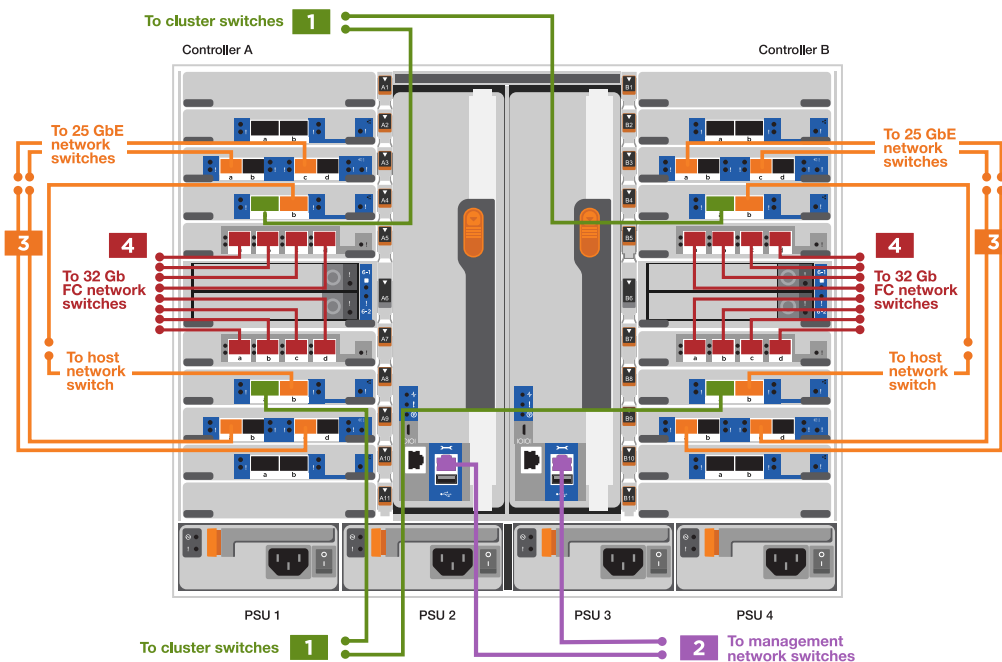 To cluster switches 1
Controller A
Controller B
A1
B1
A2
B2
a b
a b
To 25 GbE
network
switches
To 25 GbE
network
switches
A3
B3
a b c d
a b c d
A4
B4
b
b
3
3
4
4
A5
B5
To 32 Gb
FC network
switches
To 32 Gb
FC network
switches
6-1
6-2
A6
B6
A7
B7
a b c d
a b c d
To host
network
switch
To host
network
switch
A8
B8
b
b
A9
B9
b d
b d
A10
B10
a b
a b
A11
B11
PSU 1
PSU 2
PSU 3
PSU 4
To cluster switches 1
2 To management
network switches